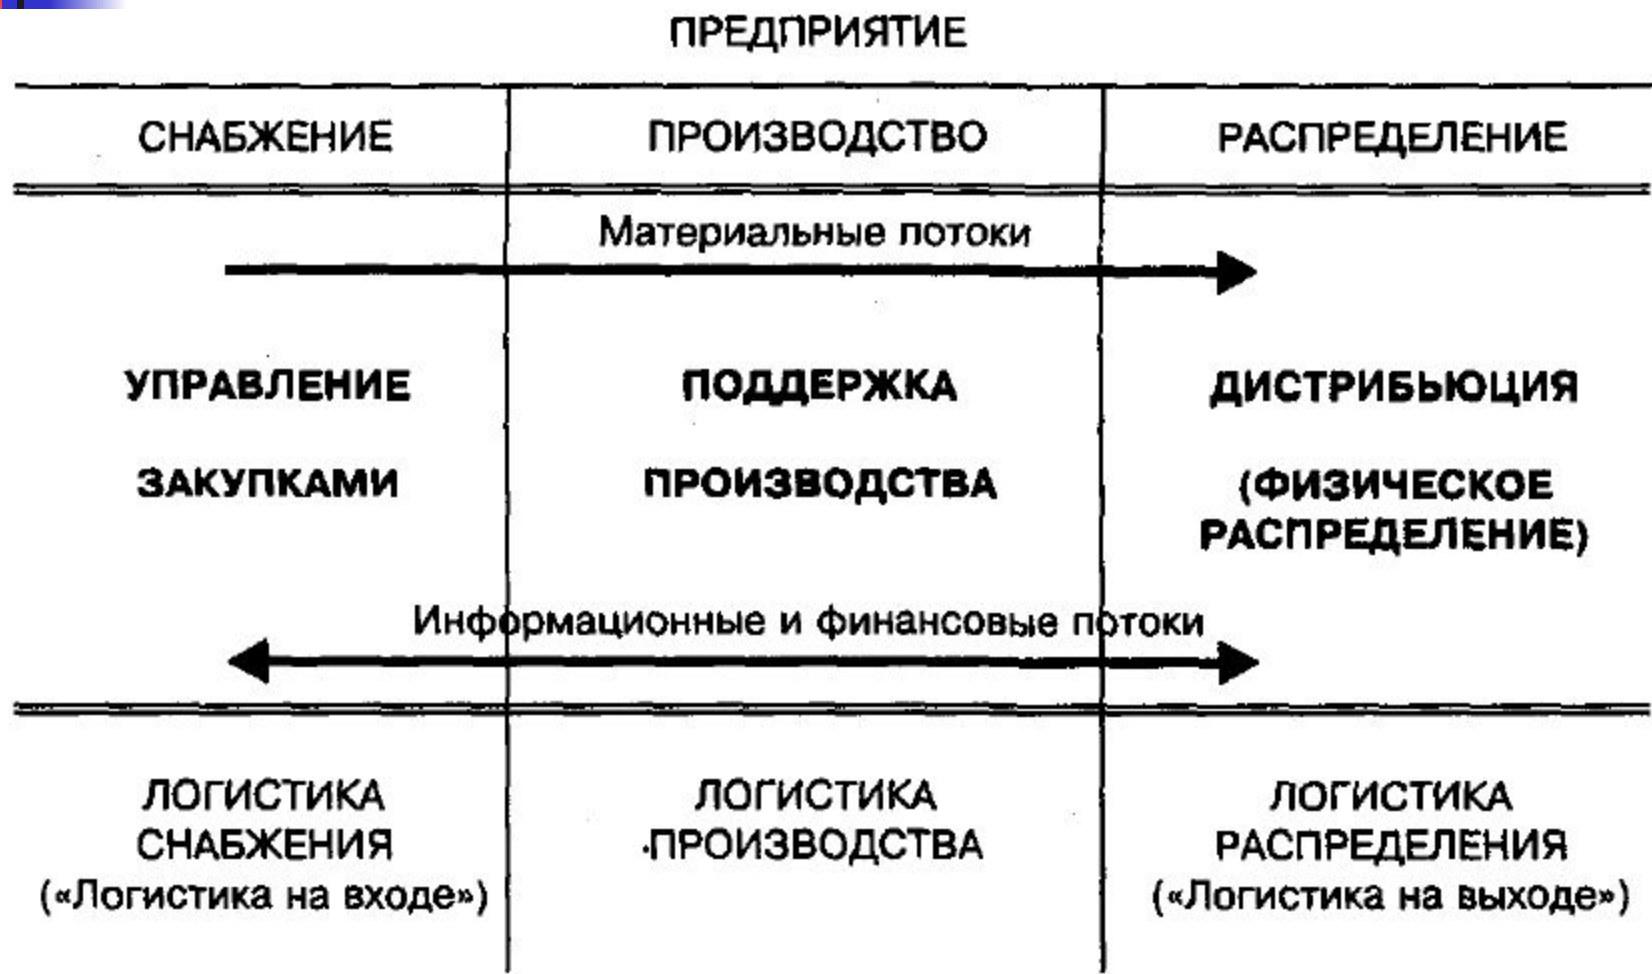 ПРЕДПРИЯТИЕ
СНАБЖЕНИЕ
ПРОИЗВОДСТВО
РАСПРЕДЕЛЕНИЕ
Материальные потоки
УПРАВЛЕНИЕ
ЗАКУПКАМИ
ПОДДЕРЖКА
ПРОИЗВОДСТВА
ДИСТРИБЬЮЦИЯ
(ФИЗИЧЕСКОЕ
РАСПРЕДЕЛЕНИЕ)
Информационные и финансовые потоки
ЛОГИСТИКА
СНАБЖЕНИЯ
(«Логистика на входе»)
ЛОГИСТИКА
ПРОИЗВОДСТВА
ЛОГИСТИКА
РАСПРЕДЕЛЕНИЯ
(«Логистика на выходе»)